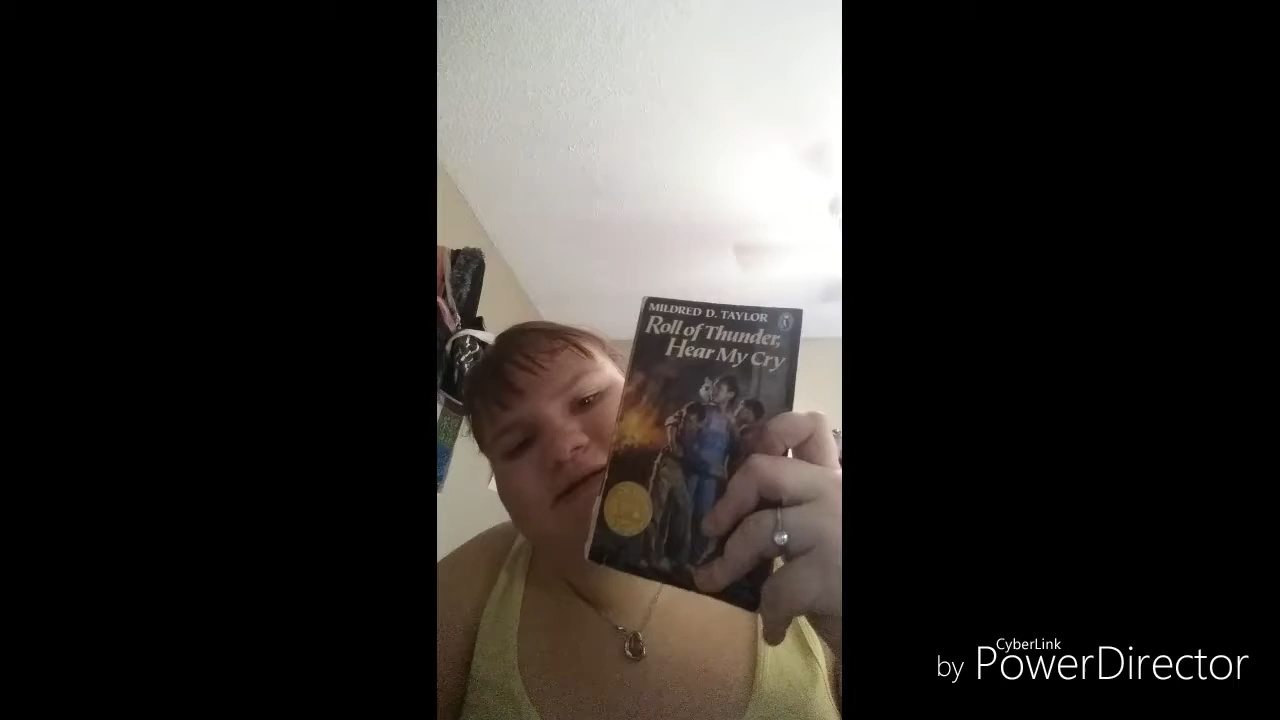 MILDRED D. TAYLOR
Roll of Thunder,
Hear My Cry
CyberLink
by PowerDirector